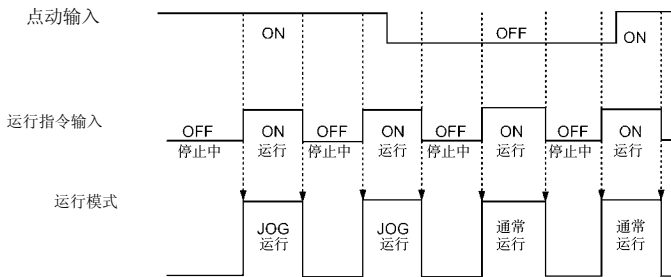 点动输入
ON
OFF
ON
运行指令输入
OFF ON OFF ON OFF ON OFF ON
停止中 运行 停止中 运行 停止中 运行 停止中 运行
运行模式
JOG JOG 通常 通常
运行 运行 运行 运行